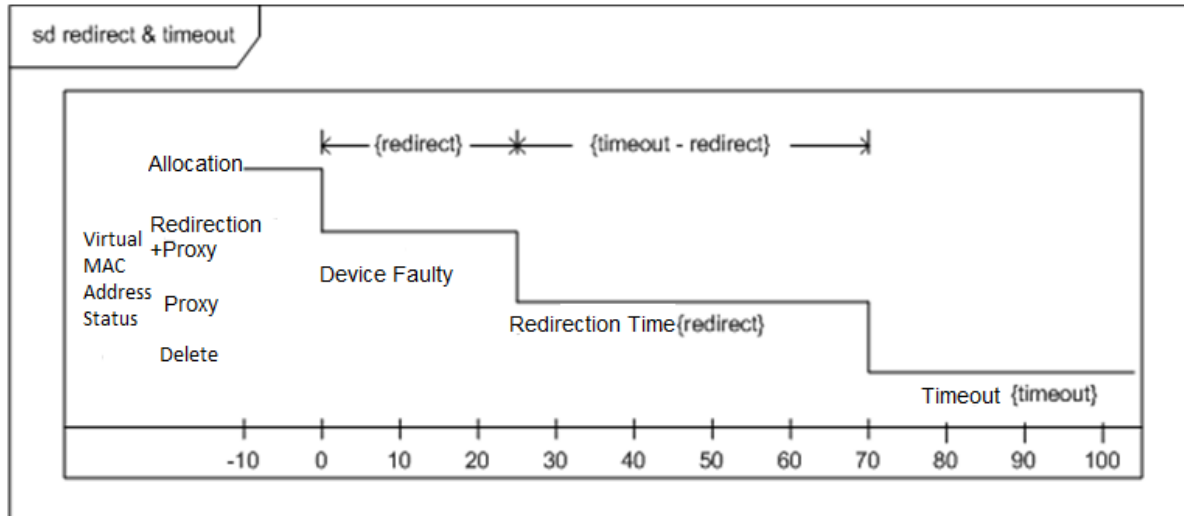 sd redirect & timeout
{redirect}
{timeout - redirect}
Allocation
Redirection
+Proxy
Virtual
MAC
Address
Status
Device Faulty
Proxy
Redirection Time{redirect}
Delete
Timeout {timeout}
-10 0 10 20 30 40 50 60 70 80 90 100